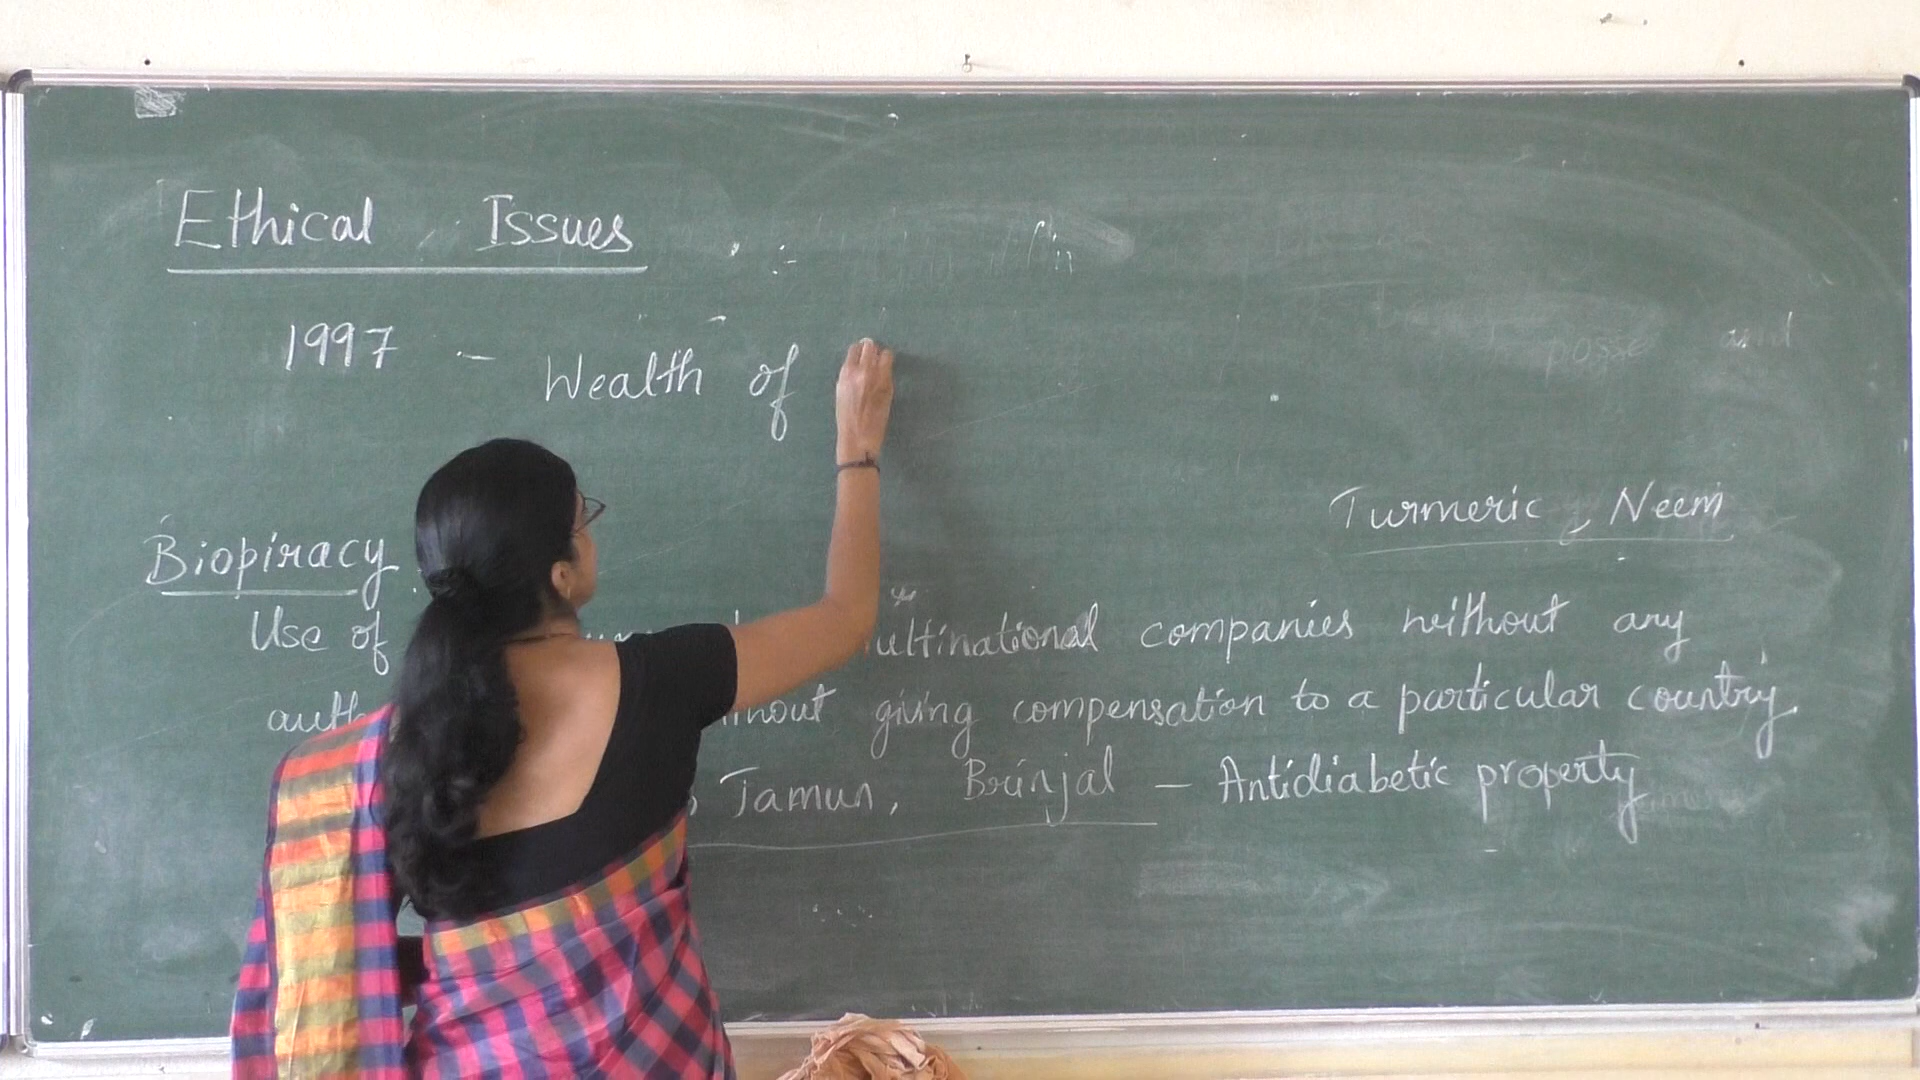 Ethical Issues
1997 - Wealth of
Turmeric, Neem
Biopiracy
Use of ultinational companies without any
auth giving compensation to a particular country.
, Jamun, Brinjal - Antidiabetic property